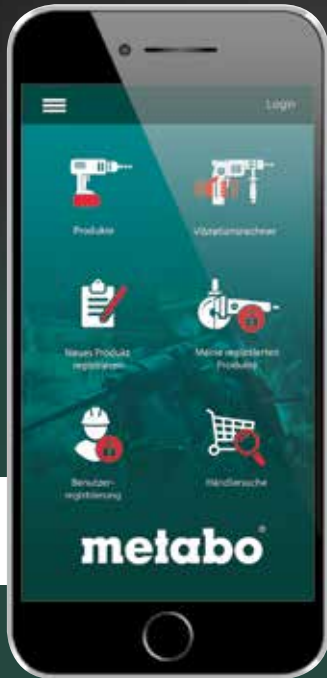 Login
Produkte
Vibrationsrechner
Neues Produkt
registrieren
Meine registrierten
Produkte
Benutzer-
registrierung
Händlersuche
metabo®